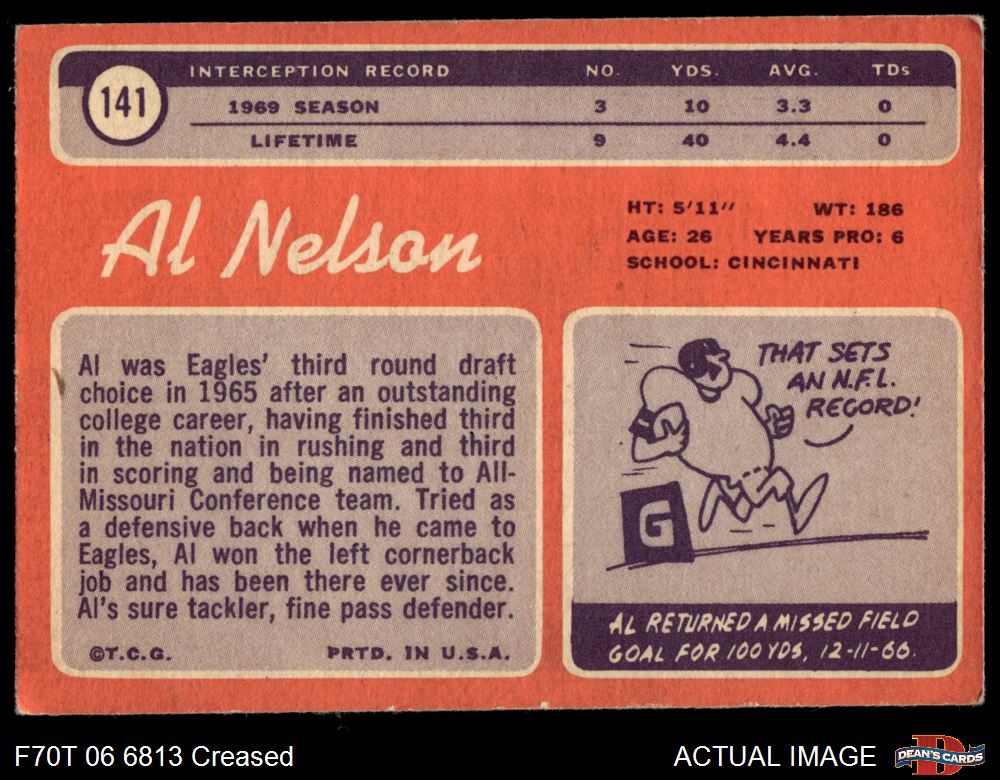 141
INTERCEPTION RECORD NO. YDS. AVG. TDs
1969 SEASON 3 10 3.3 0
LIFETIME 9 40 4.4 0
Al Nelson
HT: 5'11" WT: 186
AGE: 26 YEARS PRO: 6
SCHOOL: CINCINNATI
Al was Eagles' third round draft
choice in 1965 after an outstanding
college career, having finished third
in the nation in rushing and third
in scoring and being named to All-
Missouri Conference team. Tried as
a defensive back when he came to
Eagles, Al won the left cornerback
job and has been there ever since.
Al's sure tackler, fine pass defender.
©T.C.G. PRTD. IN U.S.A.
THAT SETS
AN N.F.L.
RECORD!
G
AL RETURNED A MISSED FIELD
GOAL FOR 100 YDS, 12-11-66.
F70T 06 6813 Creased
ACTUAL IMAGE
D
DEAN'S CARDS